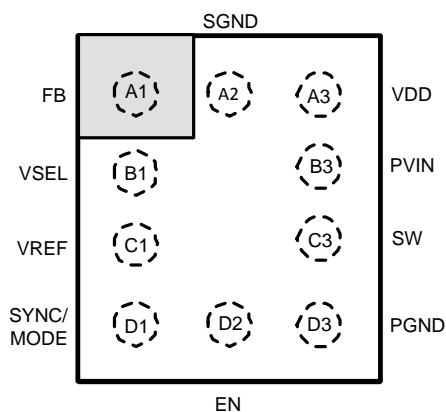 SGND
FB A1 A2 A3 VDD
VSEL B1 B3 PVIN
VREF C1 C3 SW
SYNC/
MODE D1 D2 D3 PGND
EN